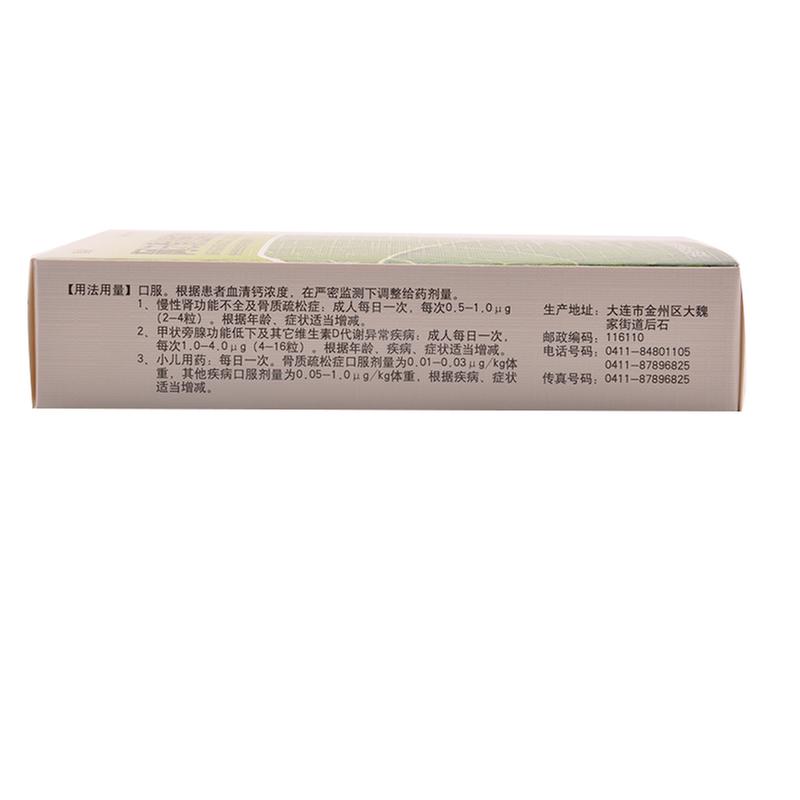 【用法用量】口服。根据患者血清钙浓度，在严密监测下调整给药剂量。
1、慢性肾功能不全及骨质疏松症：成人每日一次，每次0.5-1.0μg
(2-4粒）。根据年龄、症状适当增减。
2、甲状旁腺功能低下及其它维生素D代谢异常疾病：成人每日一次，
每次1.0-4.0μg（4-16粒）。根据年龄、疾病、症状适当增减。
3、小儿用药：每日一次。骨质疏松症口服剂量为0.01-0.03μg/kg体
重，其他疾病口服剂量为0.05-1.0μg/kg体重，根据疾病、症状
适当增减。
生产地址：大连市金州区大魏
家街道后石
邮政编码：116110
电话号码：0411-84801105
0411-87896825
传真号码：0411-87896825